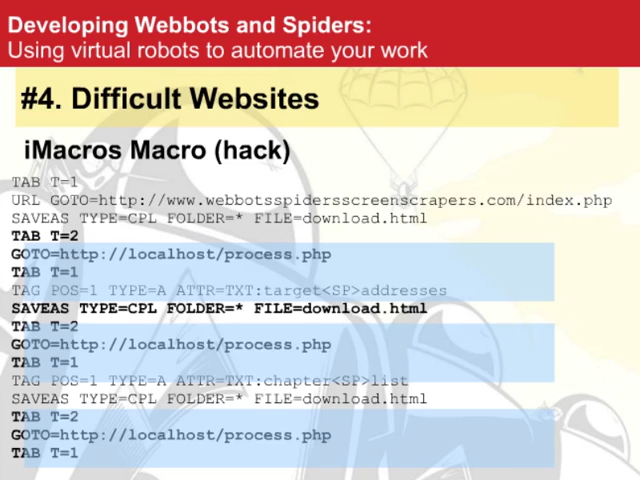 Developing Webbots and Spiders:
Using virtual robots to automate your work
#4. Difficult Websites
iMacros Macro (hack)
TAB T=1
URL GOTO=http://www.webbotsspidersscreenscrapers.com/index.php
SAVEAS TYPE=CPL FOLDER=* FILE=download.html
TAB T=2
GOTO=http://localhost/process.php
TAB T=1
TAG POS=1 TYPE=A ATTR=TXT:target<SP>addresses
SAVEAS TYPE=CPL FOLDER=* FILE=download.html
TAB T=2
GOTO=http://localhost/process.php
TAB T=1
TAG POS=1 TYPE=A ATTR=TXT:chapter<SP>list
SAVEAS TYPE=CPL FOLDER=* FILE=download.html
TAB T=2
GOTO=http://localhost/process.php
TAB T=1